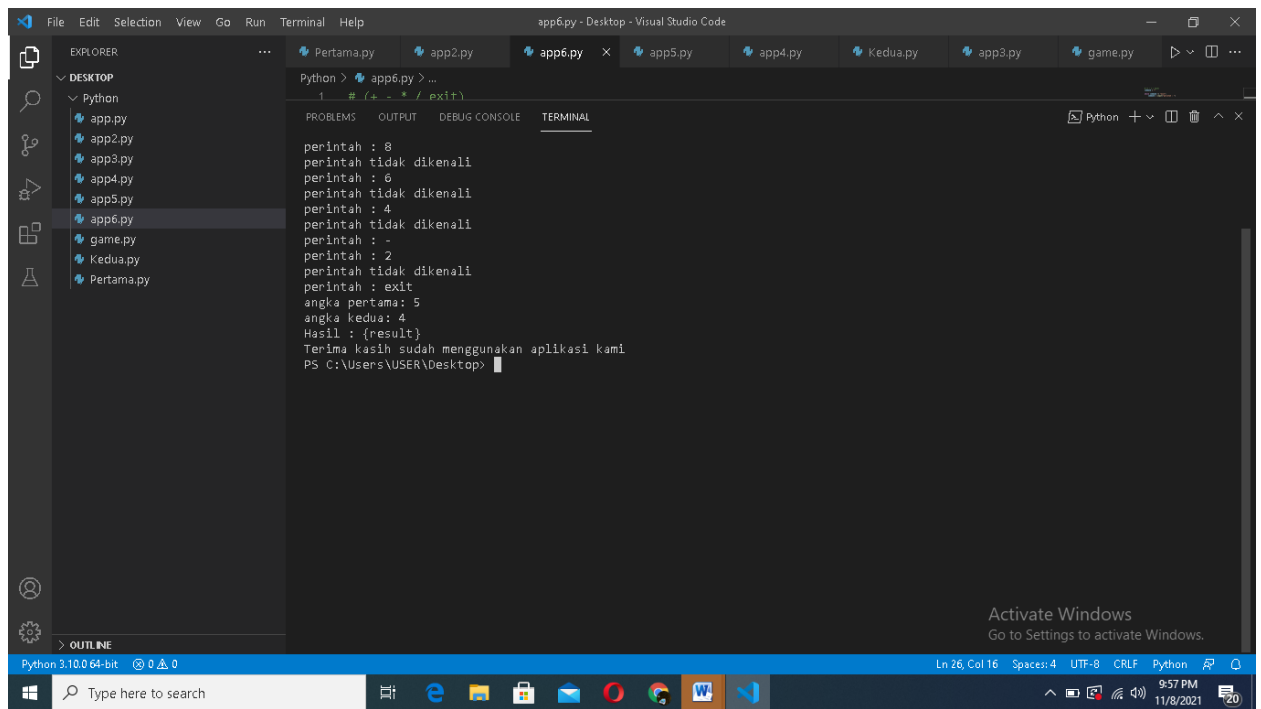 File Edit Selection View Go Run Terminal Help app6.py - Desktop - Visual Studio Code
EXPLORER
DESKTOP
Python
app.py
app2.py
app3.py
app4.py
app5.py
app6.py
game.py
Kedua.py
Pertama.py
OUTLINE
Pertama.py app2.py app6.py app5.py app4.py Kedua.py app3.py game.py
Python > app6.py > ...
1 # (+ - * / exit)
PROBLEMS OUTPUT DEBUG CONSOLE TERMINAL Python
perintah : 8
perintah tidak dikenali
perintah : 6
perintah tidak dikenali
perintah : 4
perintah tidak dikenali
perintah : -
perintah : 2
perintah tidak dikenali
perintah : exit
angka pertama: 5
angka kedua: 4
Hasil : {result}
Terima kasih sudah menggunakan aplikasi kami
PS C:\Users\USER\Desktop>
Activate Windows
Go to Settings to activate Windows.
Python 3.10.0 64-bit 0 0 Ln 26, Col 16 Spaces: 4 UTF-8 CRLF Python
Type here to search
9:57 PM
11/8/2021
20